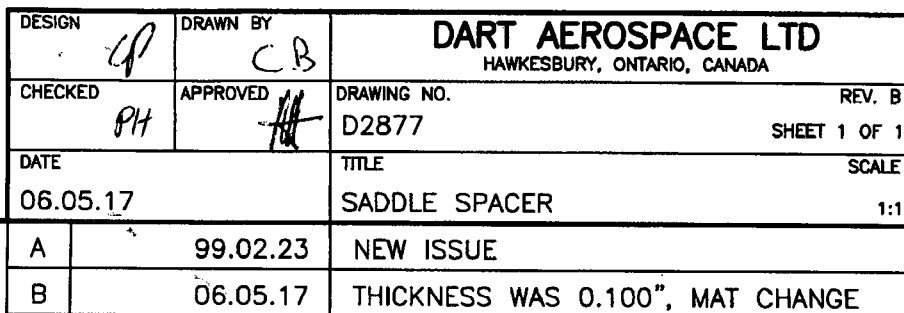 DESIGN
CP
DRAWN BY
CB
DART AEROSPACE LTD
HAWKESBURY, ONTARIO, CANADA
CHECKED
PH
APPROVED
DRAWING NO.
D2877
REV. B
SHEET 1 OF 1
DATE
06.05.17
TITLE
SADDLE SPACER
SCALE
1:1
A 99.02.23 NEW ISSUE
B 06.05.17 THICKNESS WAS 0.100", MAT CHANGE